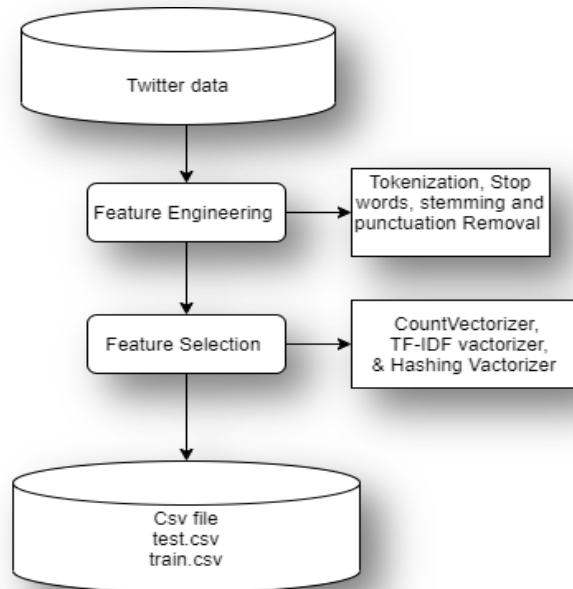 Twitter data
Feature Engineering
Tokenization, Stop
words, stemming and
punctuation Removal
Feature Selection
CountVectorizer,
TF-IDF vactorizer,
& Hashing Vactorizer
Csv file
test.csv
train.csv